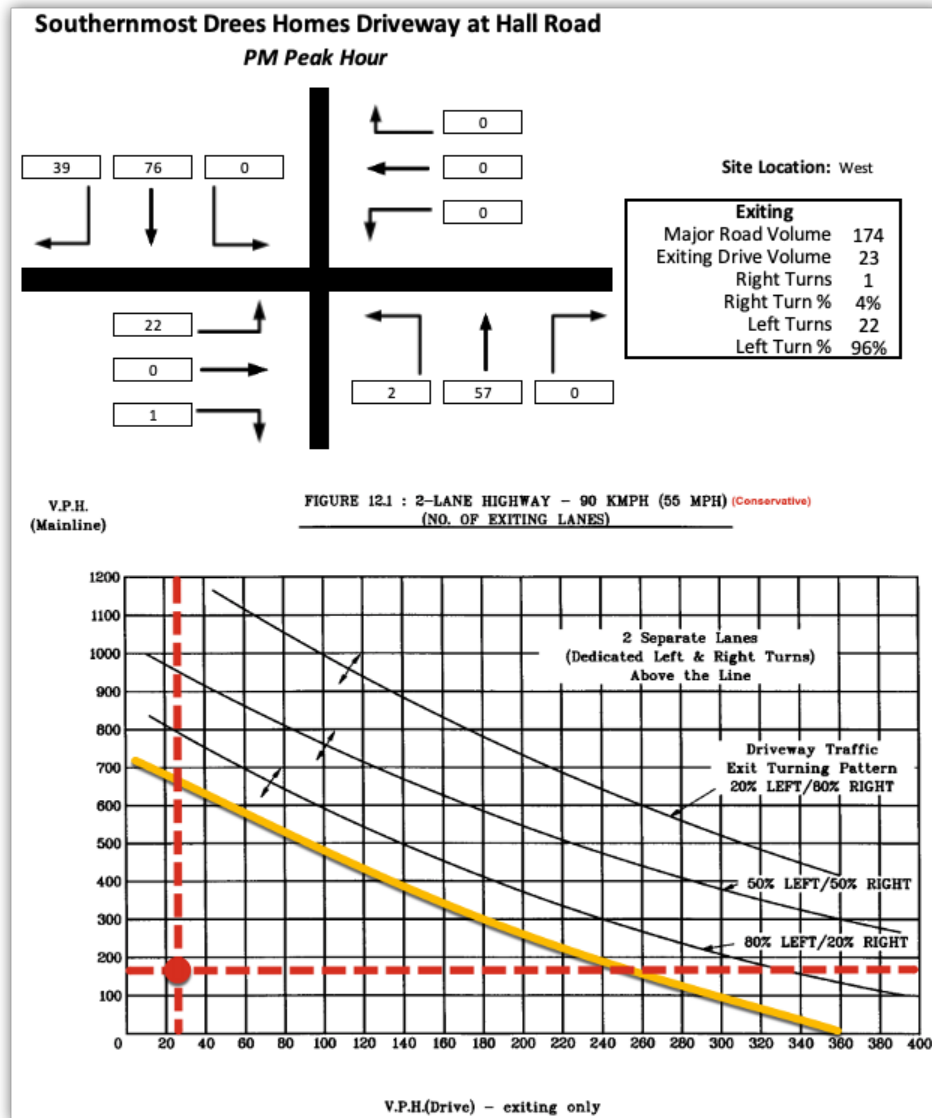 Southernmost Drees Homes Driveway at Hall Road
PM Peak Hour
0
39 76 0
0
0
Site Location: West
Exiting
Major Road Volume 174
Exiting Drive Volume 23
Right Turns 1
Right Turn % 4%
Left Turns 22
Left Turn % 96%
22
0
1
2 57 0
V.P.H.
(Mainline)
FIGURE 12.1 : 2-LANE HIGHWAY - 90 KMPH (55 MPH) (Conservative)
(NO. OF EXITING LANES)
1200
1100
1000
900
800
700
600
500
400
300
200
100
2 Separate Lanes
(Dedicated Left & Right Turns)
Above the Line
Driveway Traffic
Exit Turning Pattern
20% LEFT/80% RIGHT
50% LEFT/50% RIGHT
80% LEFT/20% RIGHT
0 20 40 60 80 100 120 140 160 180 200 220 240 260 280 300 320 340 360 380 400
V.P.H.(Drive) - exiting only